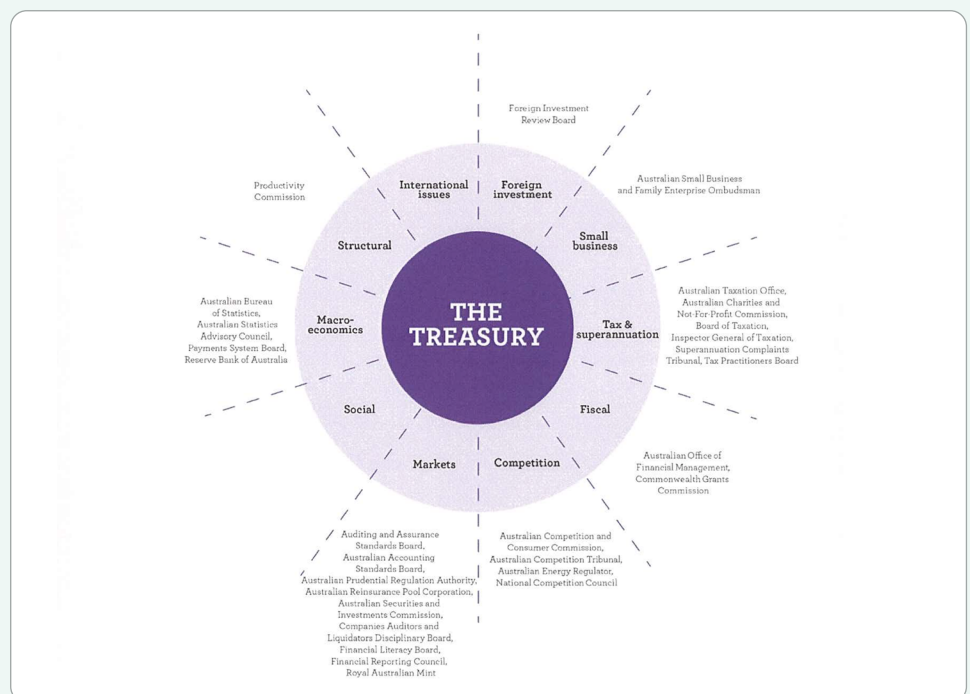 THE
TREASURY
Foreign
investment
Foreign Investment
Review Board
Small
business
Australian Small Business
and Family Enterprise Ombudsman
Tax &
superannuation
Australian Taxation Office,
Australian Charities and
Not-For-Profit Commission,
Board of Taxation,
Inspector General of Taxation,
Superannuation Complaints
Tribunal, Tax Practitioners Board
Fiscal
Australian Office of
Financial Management,
Commonwealth Grants
Commission
Competition
Australian Competition and
Consumer Commission,
Australian Competition Tribunal,
Australian Energy Regulator,
National Competition Council
Markets
Auditing and Assurance
Standards Board,
Australian Accounting
Standards Board,
Australian Prudential Regulation Authority,
Australian Reinsurance Pool Corporation,
Australian Securities and
Investments Commission,
Companies Auditors and
Liquidators Disciplinary Board,
Financial Literacy Board,
Financial Reporting Council,
Royal Australian Mint
Social
Macro-
economics
Australian Bureau
of Statistics,
Australian Statistics
Advisory Council,
Payments System Board,
Reserve Bank of Australia
Structural
Productivity
Commission
International
issues